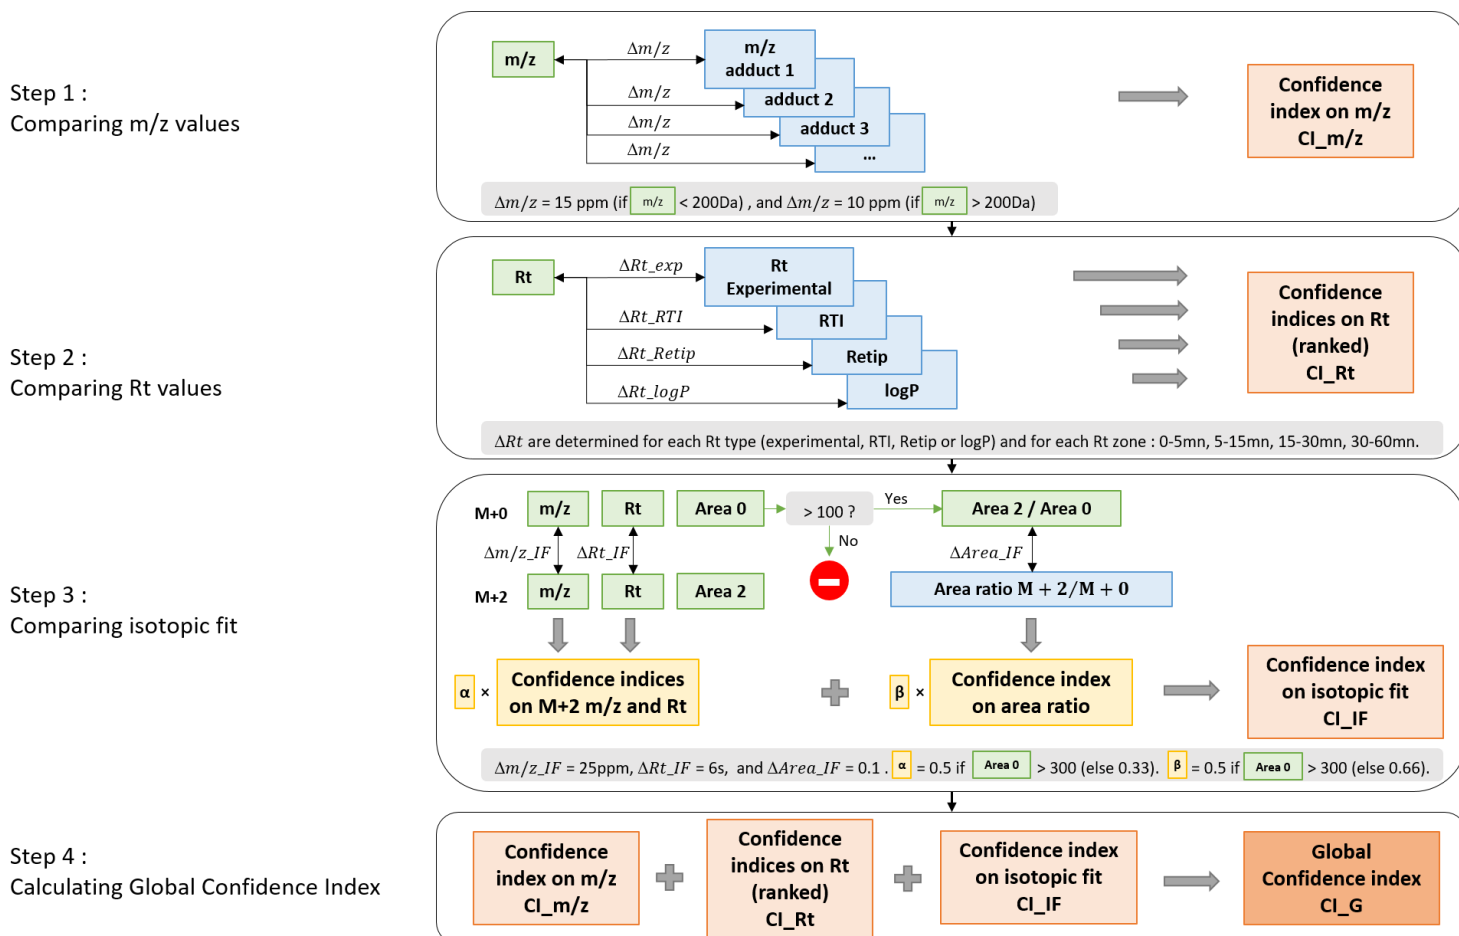 Step 1 :
Comparing m/z values
m/z
Δm/z
m/z
adduct 1
Δm/z
adduct 2
Δm/z
adduct 3
Δm/z
...
Confidence
index on m/z
CI_m/z
Δm/z = 15 ppm (if m/z < 200Da) , and Δm/z = 10 ppm (if m/z > 200Da)
Step 2 :
Comparing Rt values
Rt
ΔRt_exp
Rt
Experimental
ΔRt_RTI
RTI
ΔRt_Retip
Retip
ΔRt_logP
logP
Confidence
indices on Rt
(ranked)
CI_Rt
ΔRt are determined for each Rt type (experimental, RTI, Retip or logP) and for each Rt zone : 0-5mn, 5-15mn, 15-30mn, 30-60mn.
Step 3 :
Comparing isotopic fit
M+0
m/z
Rt
Area 0
> 100 ?
Yes
Area 2 / Area 0
No
Δm/z_IF
ΔRt_IF
ΔArea_IF
M+2
m/z
Rt
Area 2
Area ratio M + 2/M + 0
α ×
Confidence indices
on M+2 m/z and Rt
β ×
Confidence index
on area ratio
Confidence index
on isotopic fit
CI_IF
Δm/z_IF = 25ppm, ΔRt_IF = 6s, and ΔArea_IF = 0.1 . α = 0.5 if Area 0 > 300 (else 0.33). β = 0.5 if Area 0 > 300 (else 0.66).
Step 4 :
Calculating Global Confidence Index
Confidence
index on m/z
CI_m/z
Confidence
indices on Rt
(ranked)
CI_Rt
Confidence index
on isotopic fit
CI_IF
Global
Confidence index
CI_G